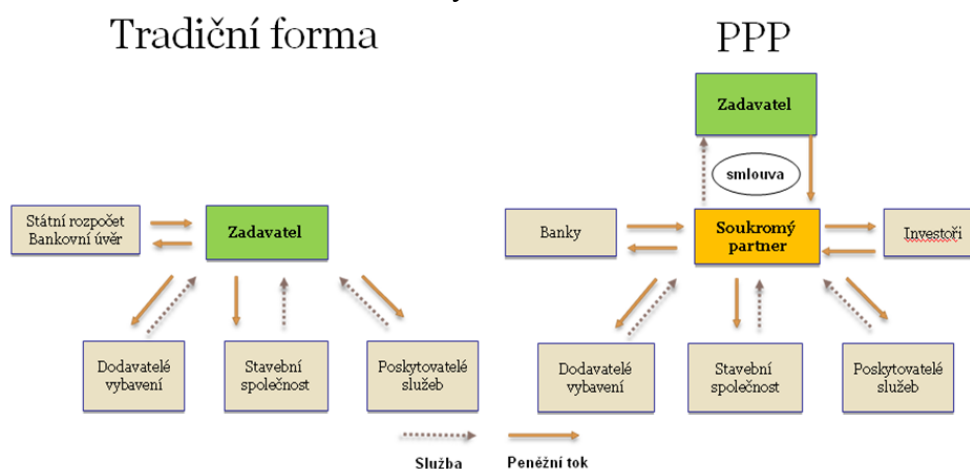 Tradiční forma
PPP
Zadavatel
smlouva
Státní rozpočet
Bankovní úvěr
Zadavatel
Banky
Soukromý
partner
Investoři
Dodavatelé
vybavení
Stavební
společnost
Poskytovatelé
služeb
Dodavatelé
vybavení
Stavební
společnost
Poskytovatelé
služeb
Služba
Peněžní tok